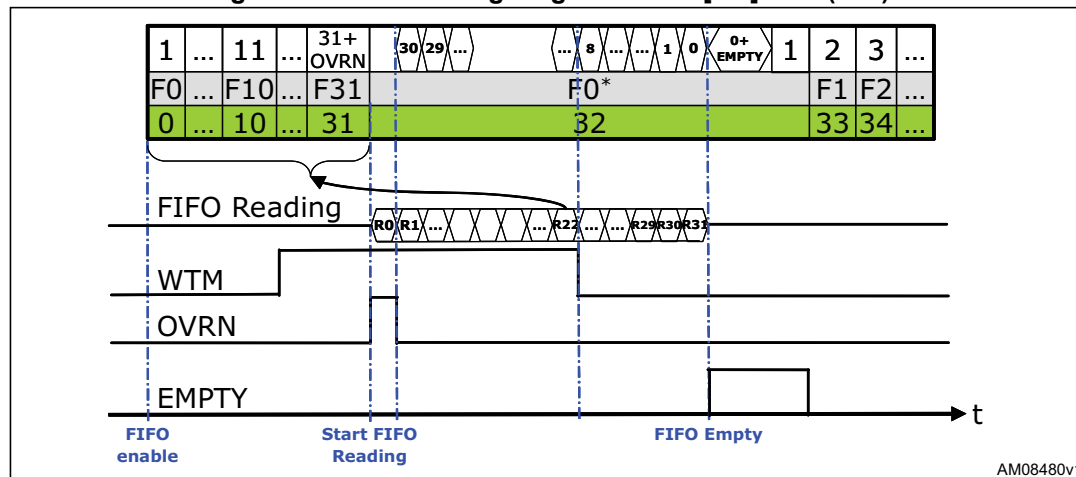 1 ... 11 ... 31+ OVRN 30 29 ... ... 8 ... ... 1 0 0+ EMPTY 1 2 3 ...
F0 ... F10 ... F31 F0* F1 F2 ...
0 ... 10 ... 31 32 33 34 ...
FIFO Reading
R0 R1 ... ... R22 ... ... R29 R30 R31
WTM
OVRN
EMPTY
t
FIFO enable
Start FIFO Reading
FIFO Empty